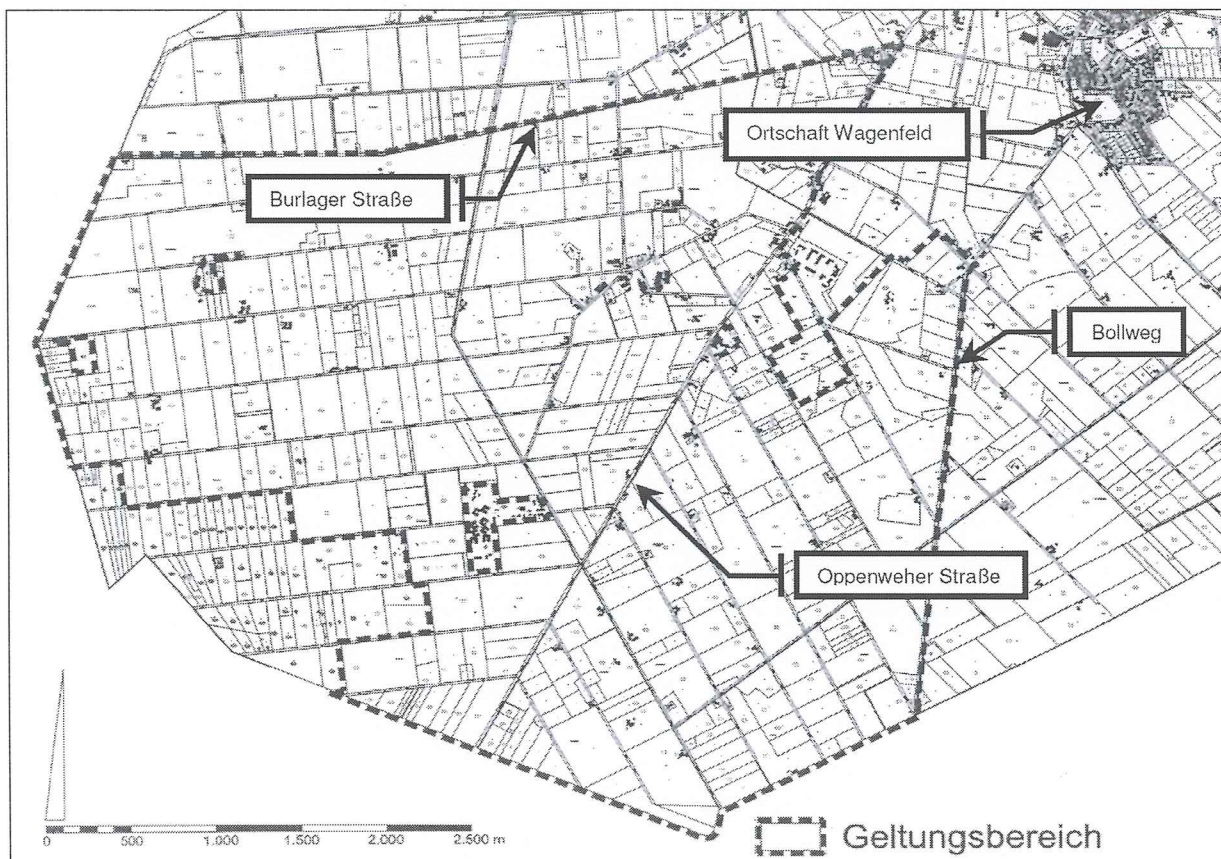 Ortschaft Wagenfeld
Burlager Straße
Bollweg
Oppenweher Straße
0 500 1.000 1.500 2.000 2.500 m
Geltungsbereich